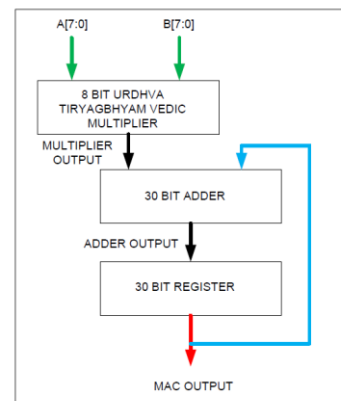 A[7:0] B[7:0]
8 BIT URDHVA
TIRYAGBHYAM VEDIC
MULTIPLIER
MULTIPLIER
OUTPUT
30 BIT ADDER
ADDER OUTPUT
30 BIT REGISTER
MAC OUTPUT